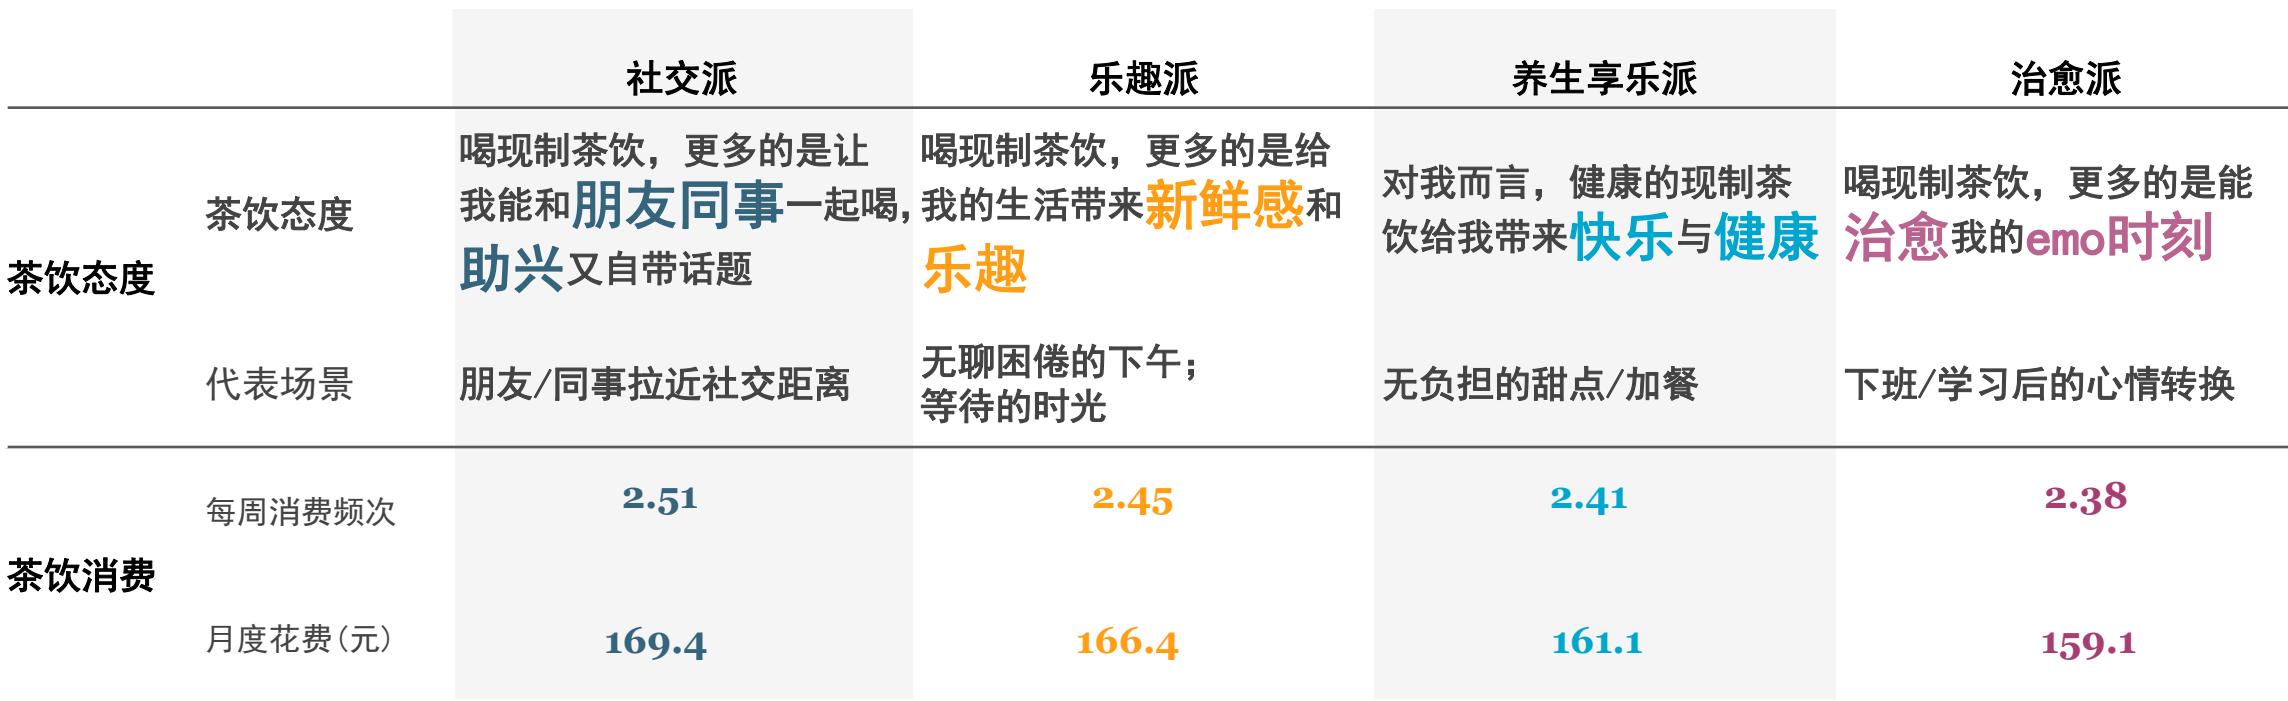 社交派 乐趣派 养生享乐派 治愈派
茶饮态度
茶饮态度
喝现制茶饮，更多的是让
我能和朋友同事一起喝，
助兴又自带话题
喝现制茶饮，更多的是给
我的生活带来新鲜感和
乐趣
对我而言，健康的现制茶
饮给我带来快乐与健康
喝现制茶饮，更多的是能
治愈我的emo时刻
代表场景
朋友/同事拉近社交距离
无聊困倦的下午；
等待的时光
无负担的甜点/加餐
下班/学习后的心情转换
茶饮消费
每周消费频次 2.51 2.45 2.41 2.38
月度花费(元) 169.4 166.4 161.1 159.1